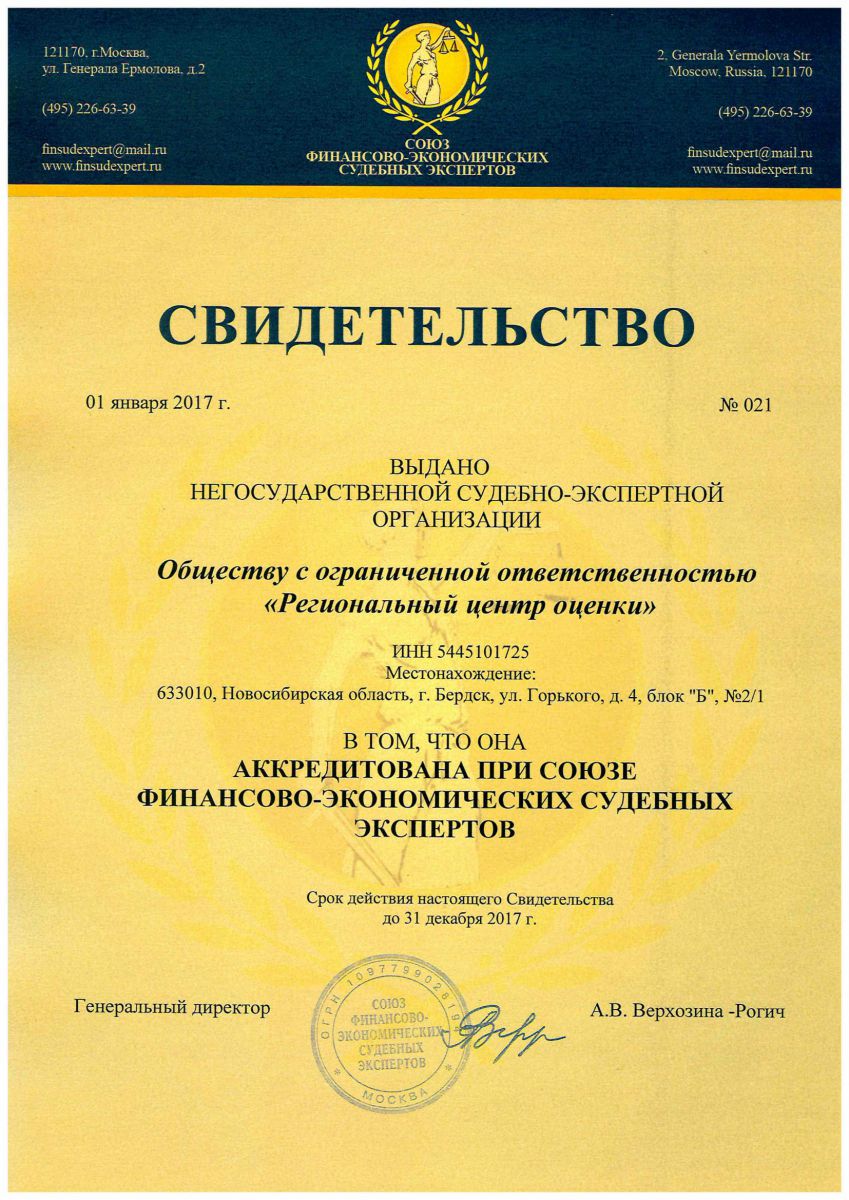 121170, г.Москва,
ул. Генерала Ермолова, д.2
(495) 226-63-39
finsudexpert@mail.ru
www.finsudexpert.ru
СОЮЗ
ФИНАНСОВО-ЭКОНОМИЧЕСКИХ
СУДЕБНЫХ ЭКСПЕРТОВ
2, Generala Yermolova Str.
Moscow, Russia, 121170
(495) 226-63-39
finsudexpert@mail.ru
www.finsudexpert.ru
СВИДЕТЕЛЬСТВО
01 января 2017 г.
№ 021
ВЫДАНО
НЕГОСУДАРСТВЕННОЙ СУДЕБНО-ЭКСПЕРТНОЙ
ОРГАНИЗАЦИИ
Обществу с ограниченной ответственностью
«Региональный центр оценки»
ИНН 5445101725
Местонахождение:
633010, Новосибирская область, г. Бердск, ул. Горького, д. 4, блок "Б", №2/1
В ТОМ, ЧТО ОНА
АККРЕДИТОВАНА ПРИ СОЮЗЕ
ФИНАНСОВО-ЭКОНОМИЧЕСКИХ СУДЕБНЫХ
ЭКСПЕРТОВ
Срок действия настоящего Свидетельства
до 31 декабря 2017 г.
Генеральный директор
ОГРН
СОЮЗ
ФИНАНСОВО-
ЭКОНОМИЧЕСКИХ
СУДЕБНЫХ
ЭКСПЕРТОВ
МОСКВА
А.В. Верхозина -Рогич